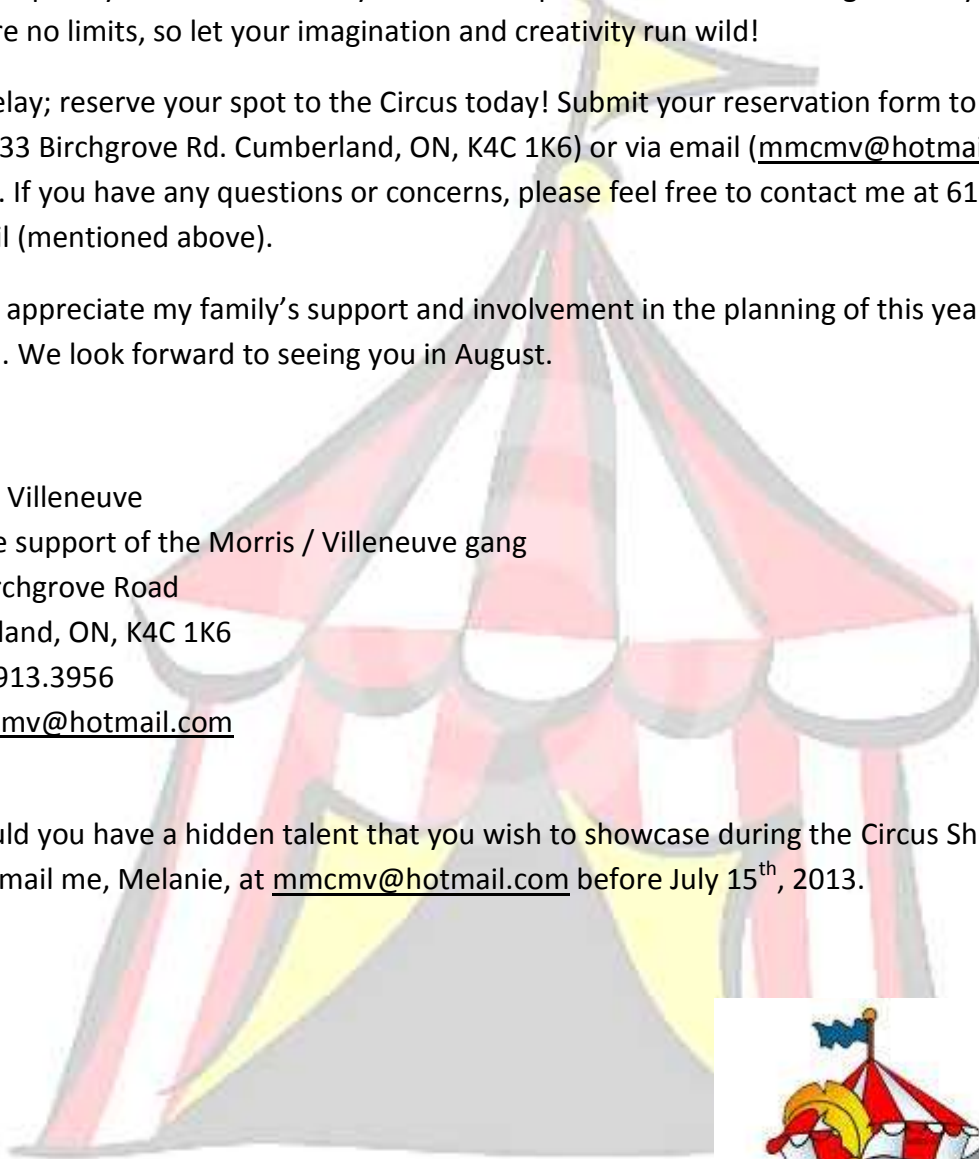 re no limits, so let your imagination and creativity run wild!
elay; reserve your spot to the Circus today! Submit your reservation form to
33 Birchgrove Rd. Cumberland, ON, K4C 1K6) or via email (mmcmv@hotmai
. If you have any questions or concerns, please feel free to contact me at 61
il (mentioned above).
appreciate my family's support and involvement in the planning of this yea
. We look forward to seeing you in August.
Villeneuve
e support of the Morris / Villeneuve gang
rchgrove Road
land, ON, K4C 1K6
913.3956
mv@hotmail.com
uld you have a hidden talent that you wish to showcase during the Circus Sh
mail me, Melanie, at mmcmv@hotmail.com before July 15th, 2013.